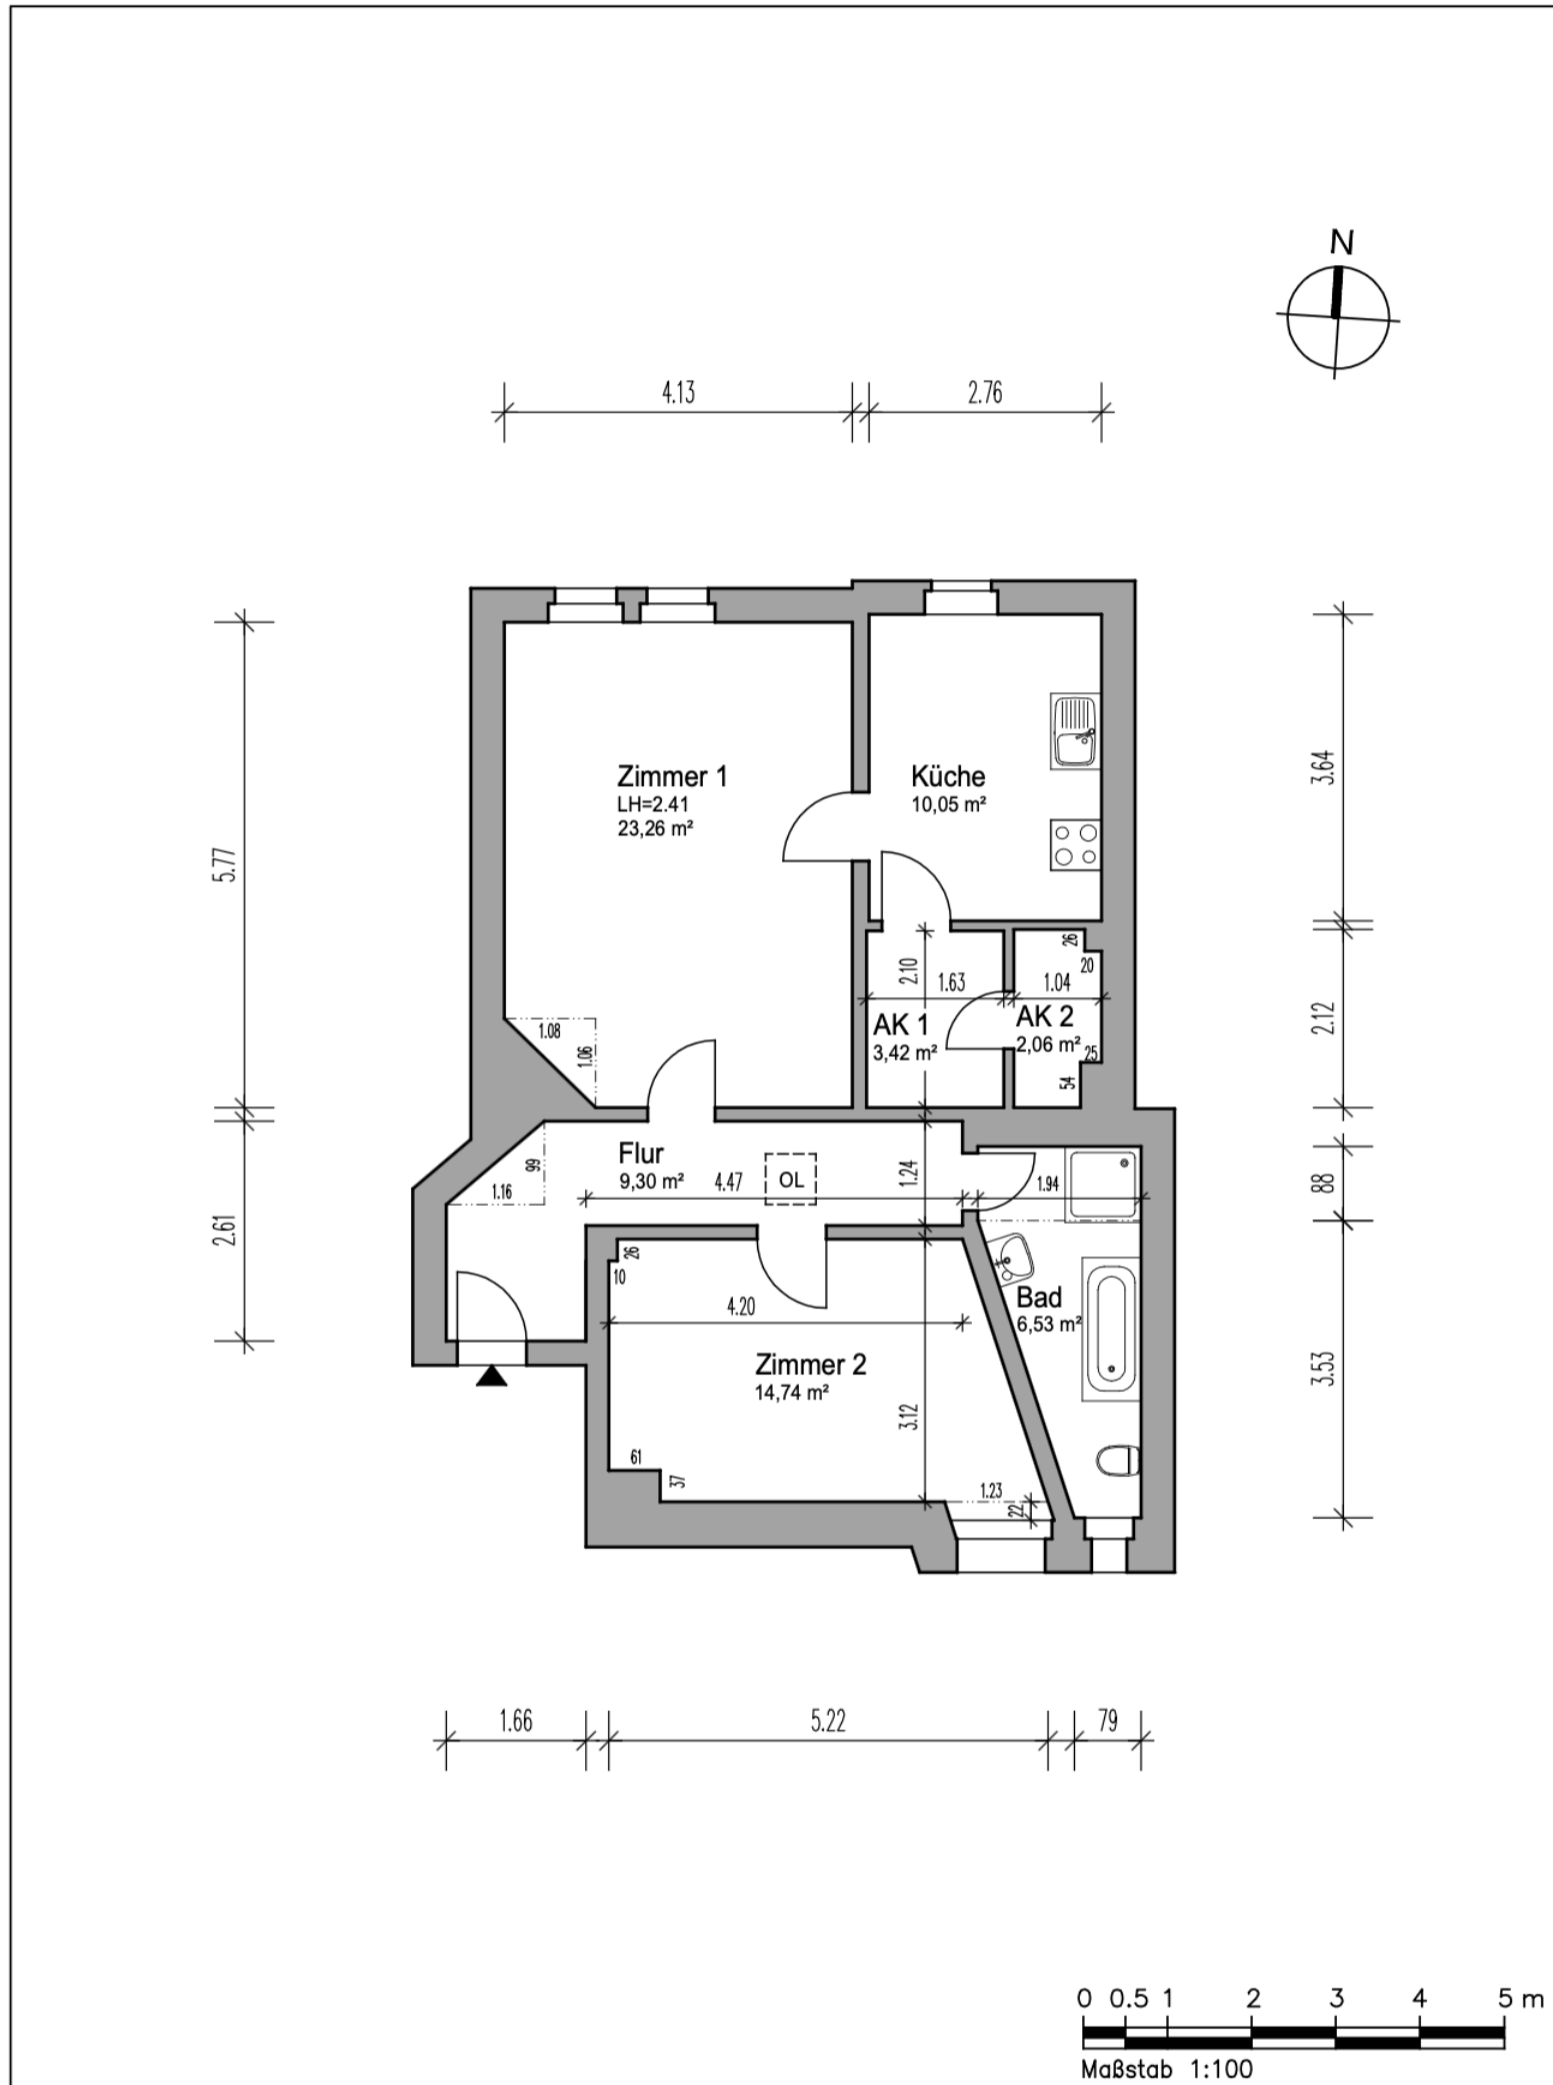 N
4.13
2.76
Zimmer 1
LH=2.41
23,26 m²
Küche
10,05 m²
3.64
5.77
26
20
2.10
1.63
1.04
AK 1
3,42 m²
AK 2
2,06 m²
2.12
1.08
1.06
25
54
Flur
9,30 m²
99
1.16
4.47
OL
1.24
1.94
88
2.61
26
10
4.20
Bad
6,53 m²
Zimmer 2
14,74 m²
3.12
3.53
61
37
1.23
22
1.66
5.22
79
0 0.5 1 2 3 4 5 m
Maßstab 1:100